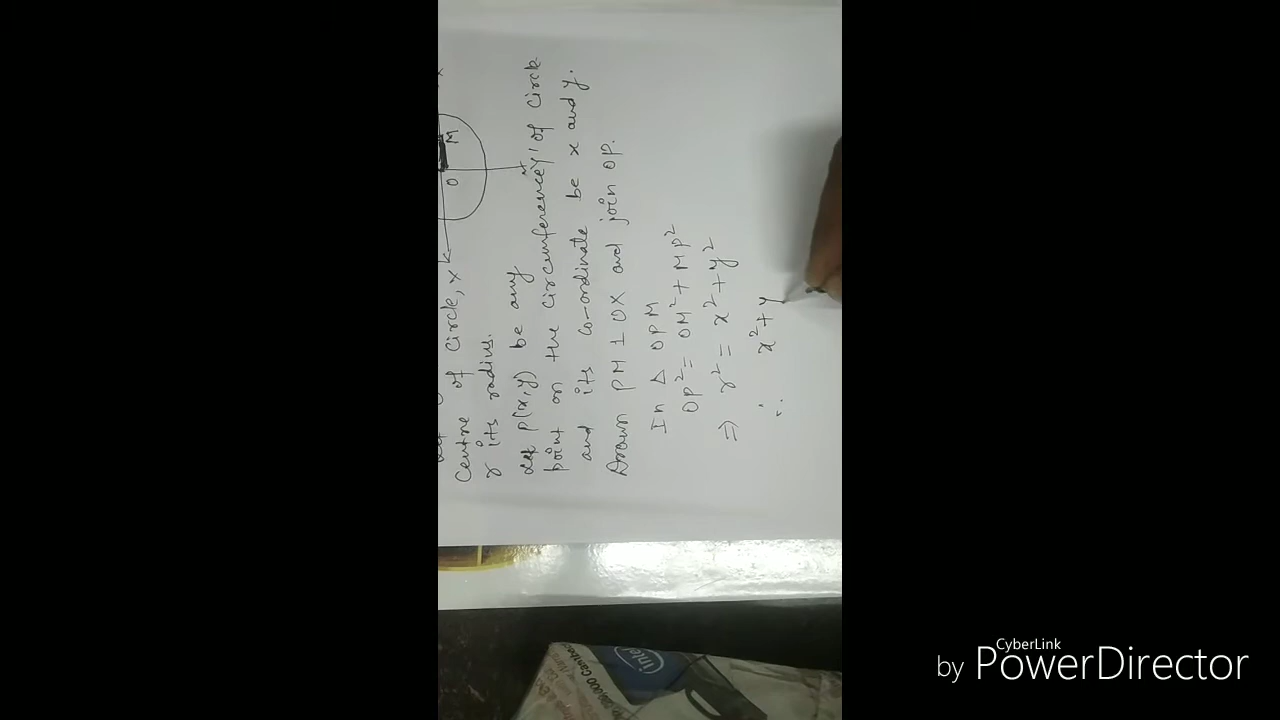 O M
X
Y'
Centre of circle,
r its radius.
Let P(x,y) be any
point on the circumference of circle
and its co-ordinate be x and y.
Drawn PM ⊥ OX and join OP.
In Δ OPM
OP² = OM² + MP²
⇒ r² = x² + y²
∴ x² + y
intel
CyberLink
by PowerDirector